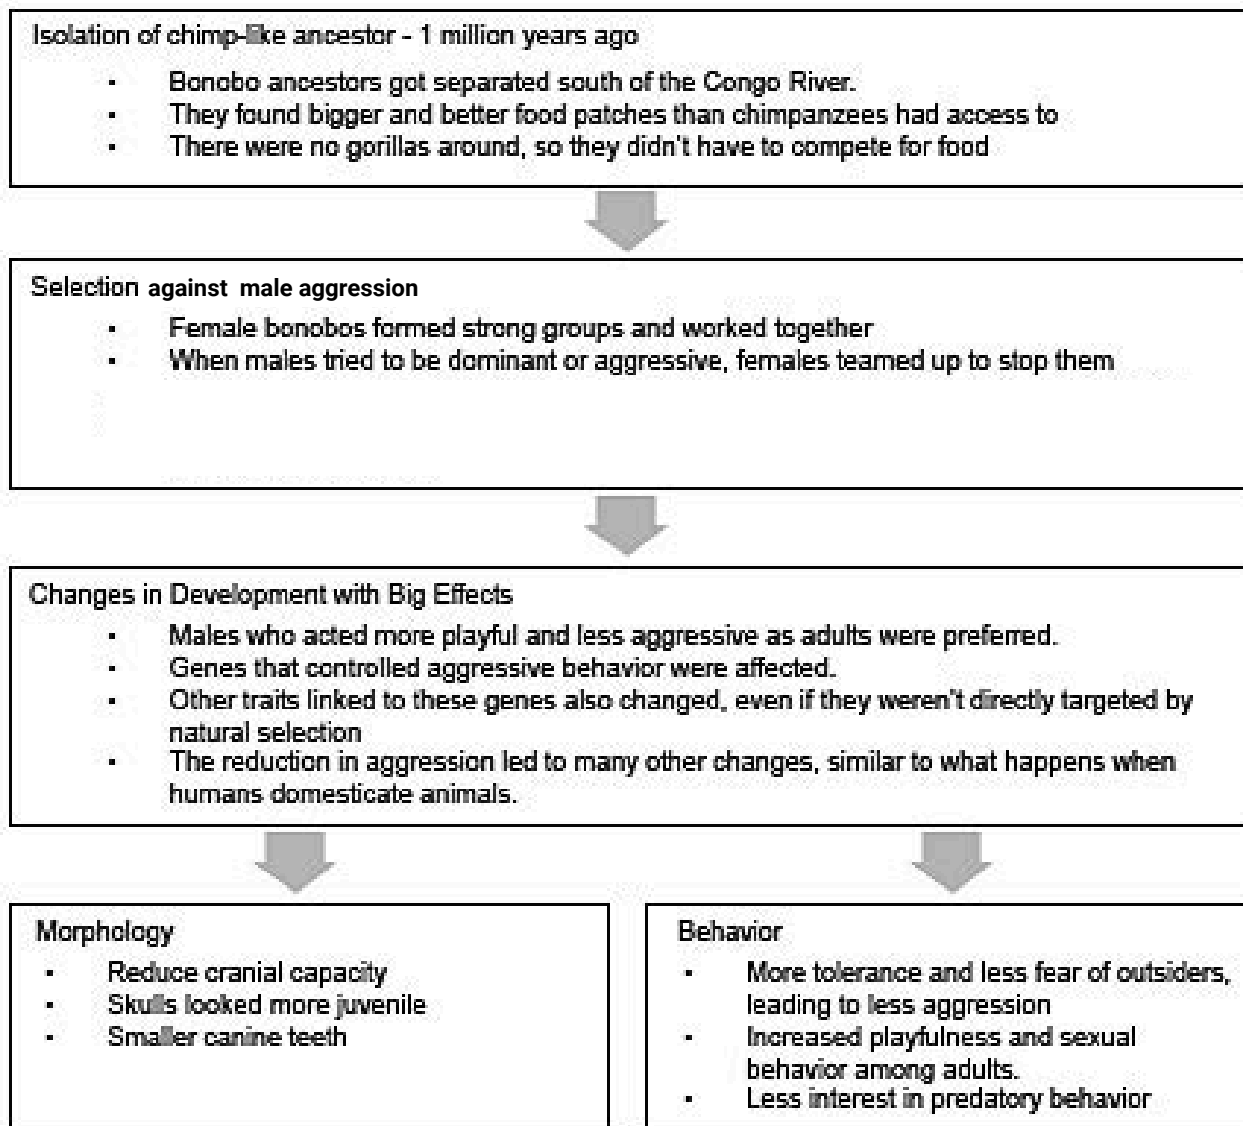 Isolation of chimp-like ancestor - 1 million years ago
▪ Bonobo ancestors got separated south of the Congo River.
▪ They found bigger and better food patches than chimpanzees had access to
▪ There were no gorillas around, so they didn't have to compete for food
Selection against male aggression
▪ Female bonobos formed strong groups and worked together
▪ When males tried to be dominant or aggressive, females teamed up to stop them
Changes in Development with Big Effects
▪ Males who acted more playful and less aggressive as adults were preferred.
▪ Genes that controlled aggressive behavior were affected.
▪ Other traits linked to these genes also changed, even if they weren't directly targeted by
natural selection
▪ The reduction in aggression led to many other changes, similar to what happens when
humans domesticate animals.
Morphology
▪ Reduce cranial capacity
▪ Skulls looked more juvenile
▪ Smaller canine teeth
Behavior
▪ More tolerance and less fear of outsiders,
leading to less aggression
▪ Increased playfulness and sexual
behavior among adults.
▪ Less interest in predatory behavior